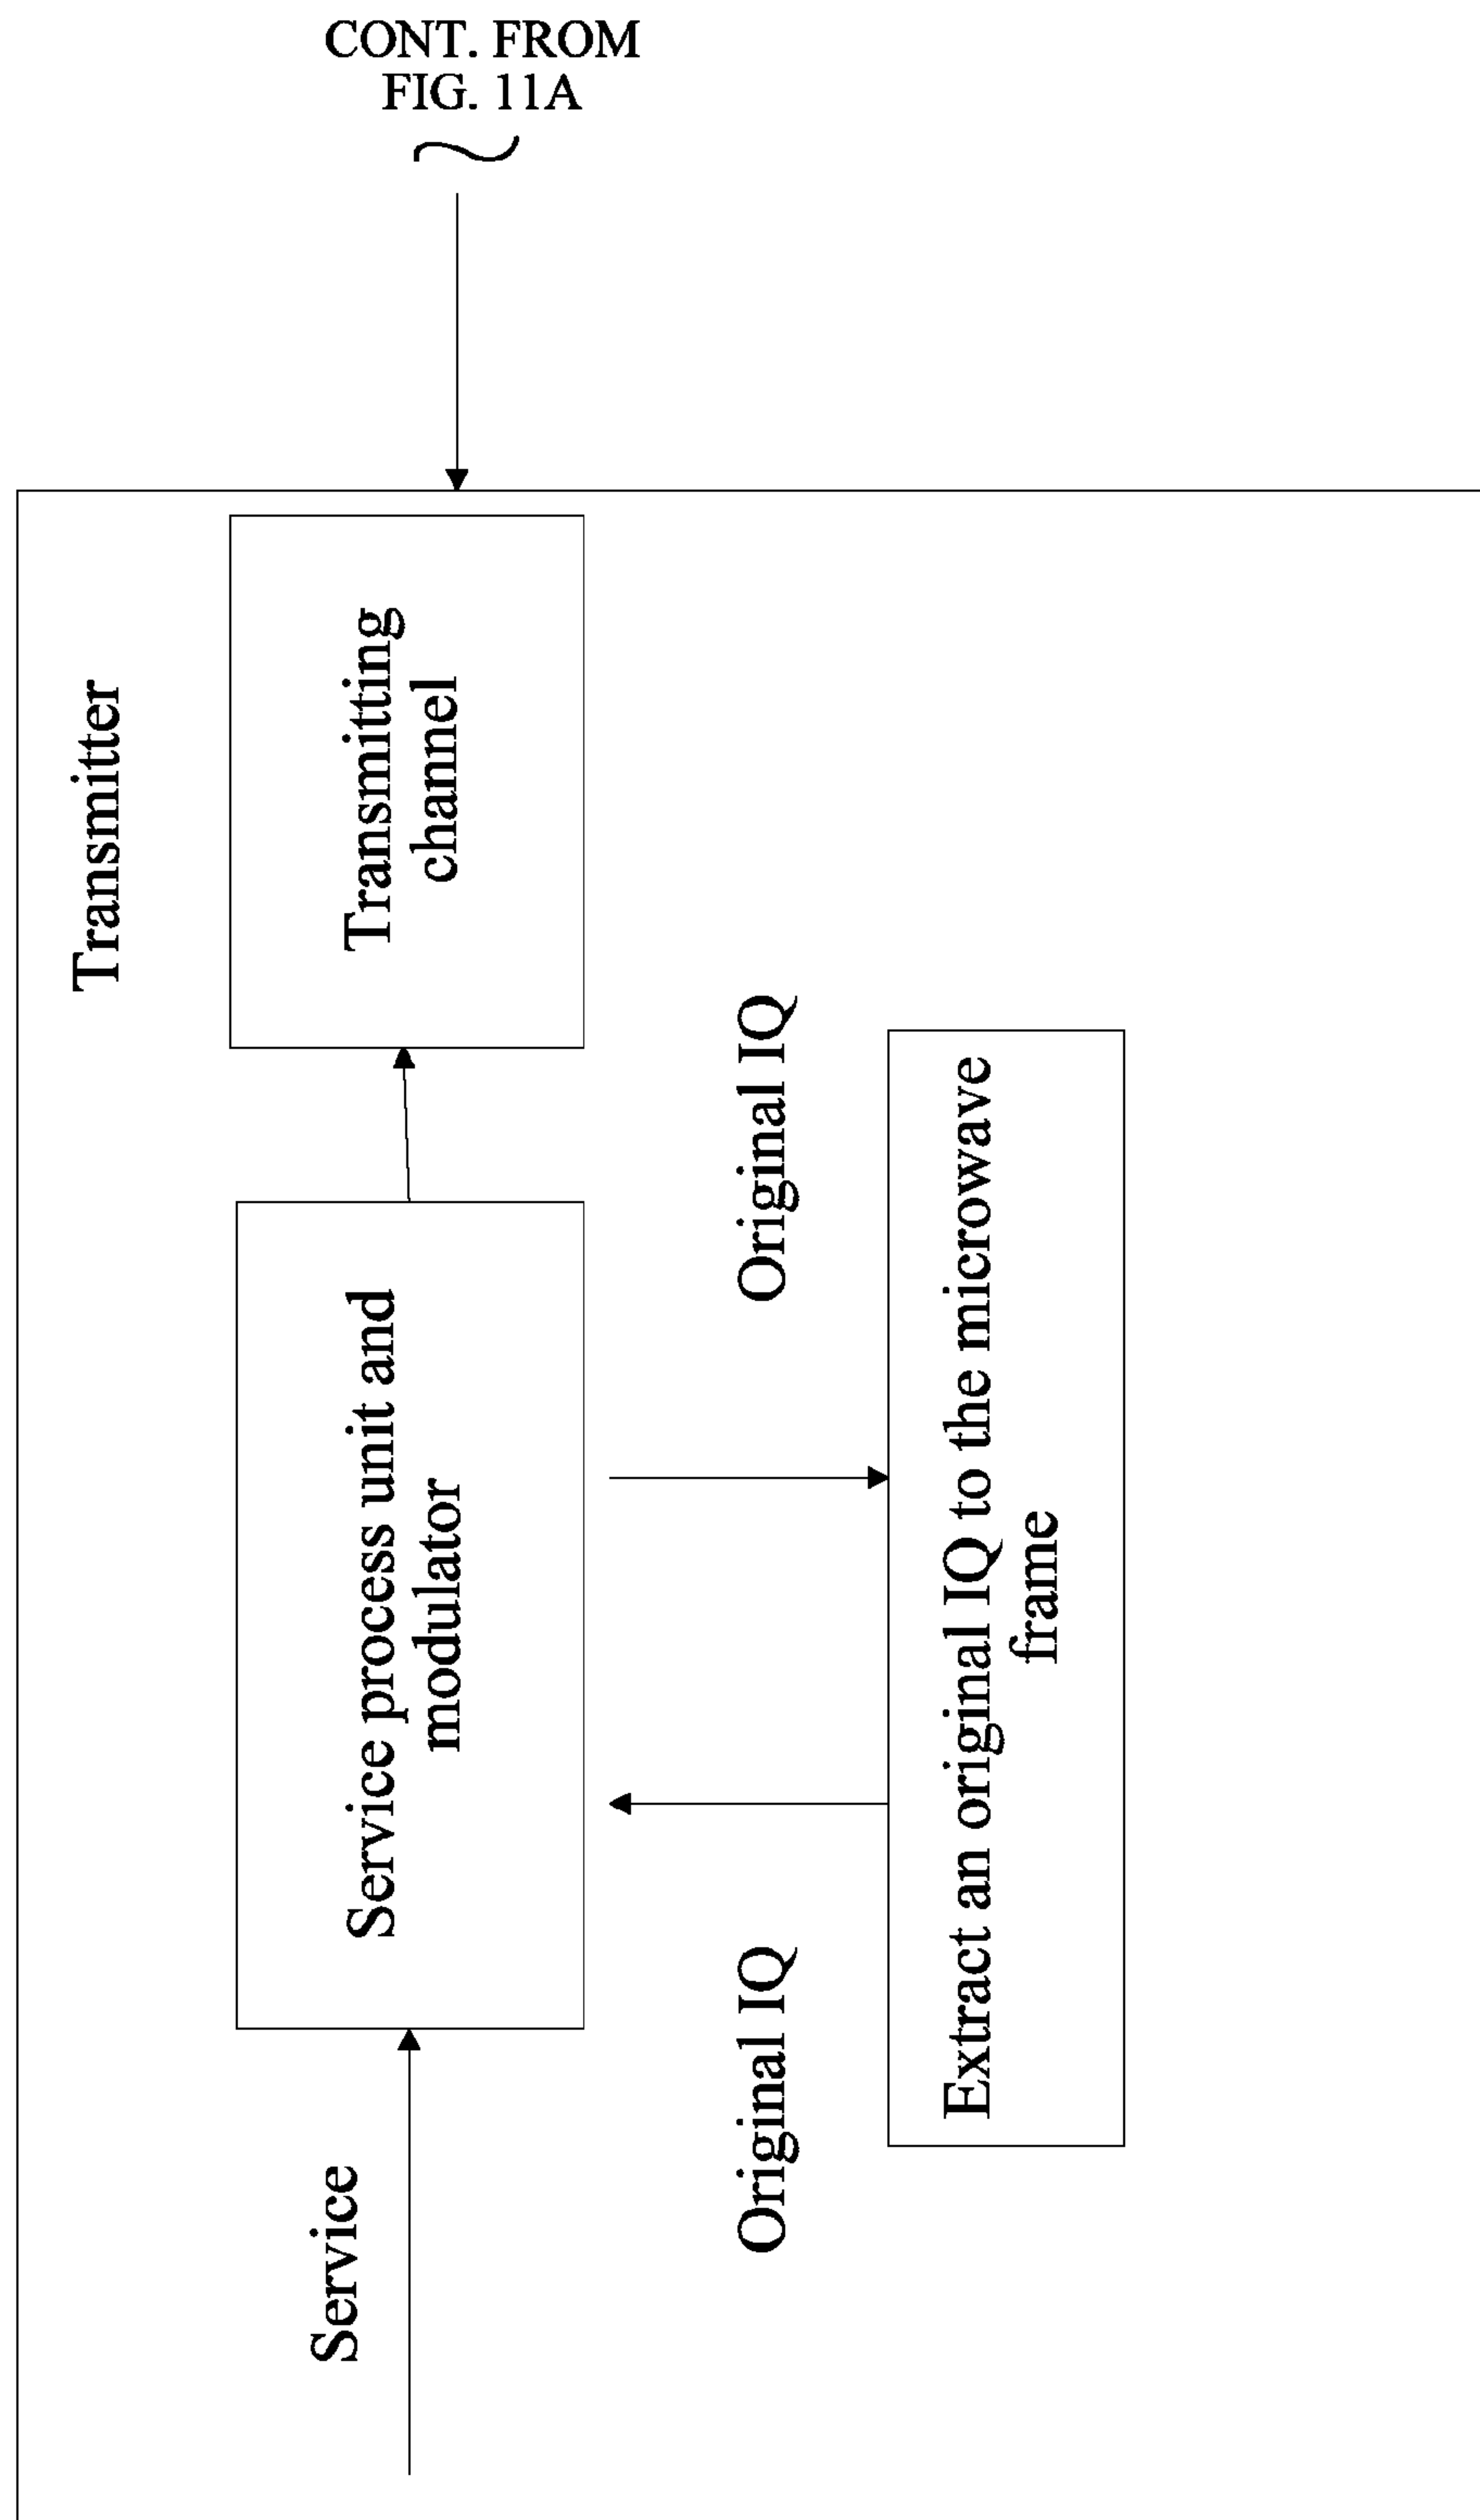 CONT. FROM
FIG. 11A
Transmitter
Service
Service process unit and
modulator
Transmitting
channel
Original IQ
Original IQ
Extract an original IQ to the microwave
frame